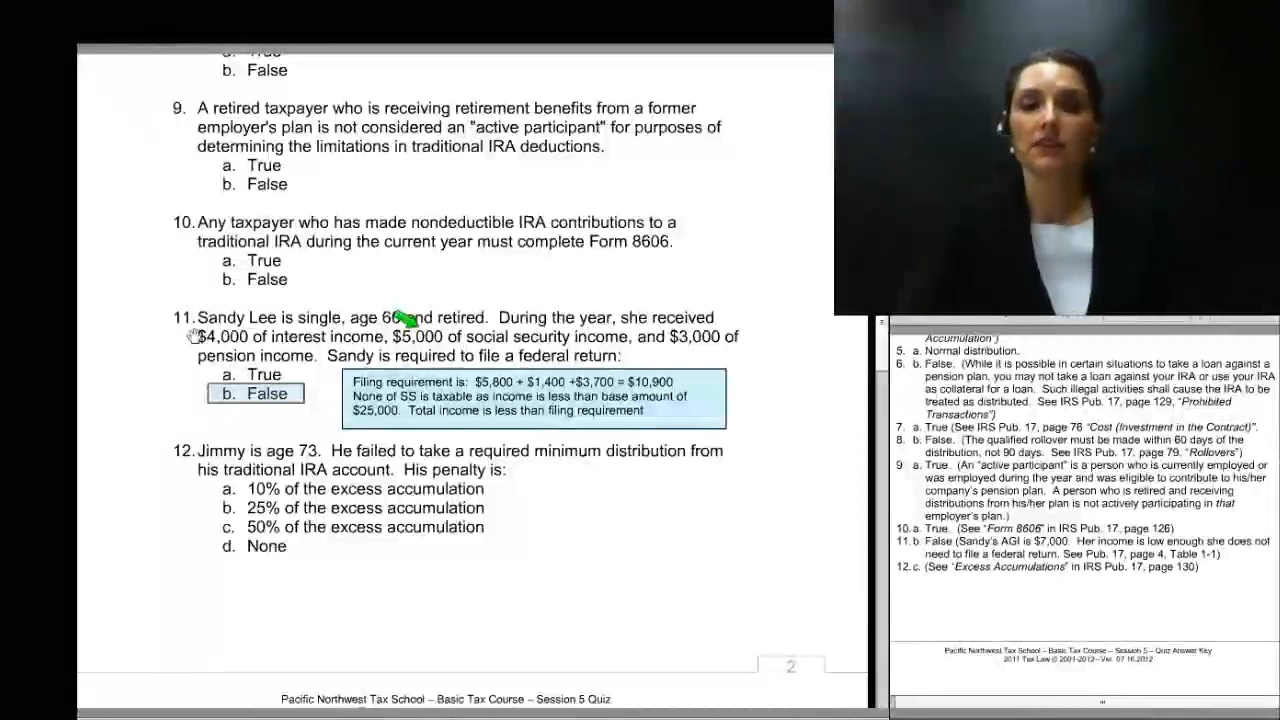 b. False
9. A retired taxpayer who is receiving retirement benefits from a former
employer's plan is not considered an "active participant" for purposes of
determining the limitations in traditional IRA deductions.
a. True
b. False
10. Any taxpayer who has made nondeductible IRA contributions to a
traditional IRA during the current year must complete Form 8606.
a. True
b. False
11. Sandy Lee is single, age and retired. During the year, she received
$4,000 of interest income, $5,000 of social security income, and $3,000 of
pension income. Sandy is required to file a federal return:
a. True
b. False
Filing requirement is: $5,800 + $1,400 +$3,700 = $10,900
None of SS is taxable as income is less than base amount of
$25,000. Total income is less than filing requirement
12. Jimmy is age 73. He failed to take a required minimum distribution from
his traditional IRA account. His penalty is:
a. 10% of the excess accumulation
b. 25% of the excess accumulation
c. 50% of the excess accumulation
d. None
2
Pacific Northwest Tax School – Basic Tax Course – Session 5 Quiz
Accumulation")
5. a. Normal distribution.
6. b. False. (While it is possible in certain situations to take a loan against a
pension plan, you may not take a loan against your IRA or use your IRA
as collateral for a loan. Such illegal activities shall cause the IRA to be
treated as distributed. See IRS Pub. 17, page 129, "Prohibited
Transactions")
7. a. True (See IRS Pub. 17, page 76 "Cost (Investment in the Contract)".
8. b. False. (The qualified rollover must be made within 60 days of the
distribution, not 90 days. See IRS Pub. 17, page 79. "Rollovers")
9 a. True. (An "active participant" is a person who is currently employed or
was employed during the year and was eligible to contribute to his/her
company's pension plan. A person who is retired and receiving
distributions from his/her plan is not actively participating in that
employer's plan.)
10. a True. (See "Form 8606" in IRS Pub. 17, page 126)
11. b False (Sandy's AGI is $7,000. Her income is low enough she does not
need to file a federal return. See Pub. 17, page 4, Table 1-1)
12. c. (See "Excess Accumulations" in IRS Pub. 17, page 130)
Pacific Northwest Tax School – Basic Tax Course – Session 5 – Quiz Answer Key
2011 Tax Law © 2001-2012 – Ver. 07.16.2012